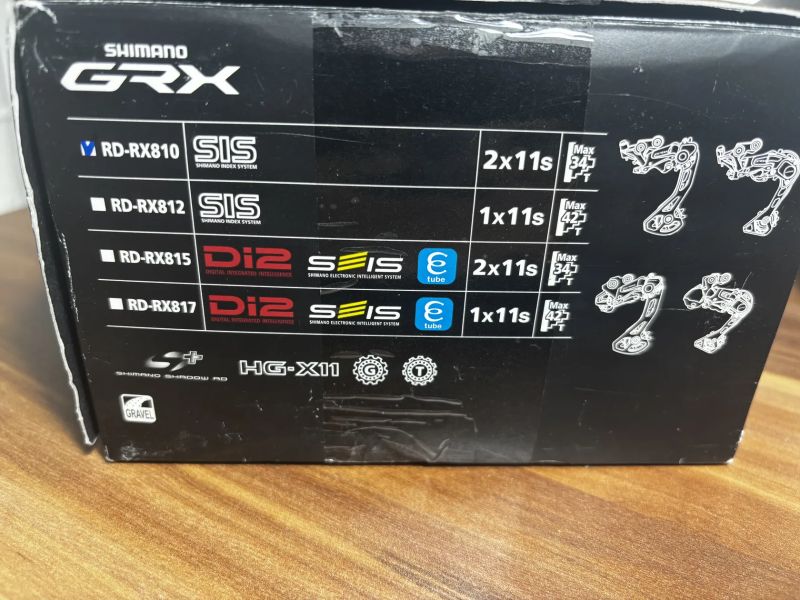 SHIMANO
GRX
RD-RX810 SIS SHIMANO INDEX SYSTEM 2x11s Max 34T
RD-RX812 SIS SHIMANO INDEX SYSTEM 1x11s Max 42T
RD-RX815 Di2 DIGITAL INTEGRATED INTELLIGENCE SEIS SHIMANO ELECTRONIC INTELLIGENT SYSTEM E tube 2x11s Max 34T
RD-RX817 Di2 DIGITAL INTEGRATED INTELLIGENCE SEIS SHIMANO ELECTRONIC INTELLIGENT SYSTEM E tube 1x11s Max 42T
S+ SHIMANO SHADOW RD HG-X11 G T
GRAVEL